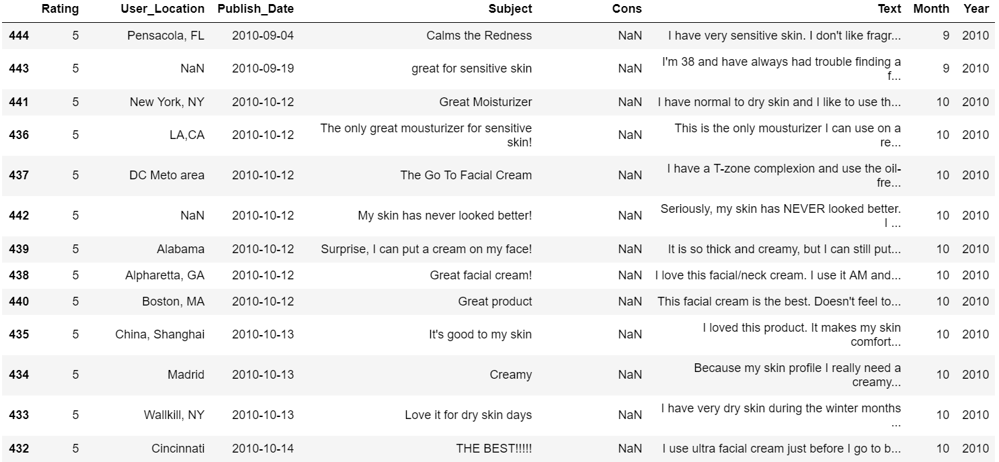 Rating User_Location Publish_Date Subject Cons Text Month Year
444 5 Pensacola, FL 2010-09-04 Calms the Redness NaN I have very sensitive skin. I don't like fragr... 9 2010
443 5 NaN 2010-09-19 great for sensitive skin NaN I'm 38 and have always had trouble finding a 9 2010
f...
441 5 New York, NY 2010-10-12 Great Moisturizer NaN I have normal to dry skin and I like to use th... 10 2010
436 5 LA,CA 2010-10-12 The only great mousturizer for sensitive NaN This is the only mousturizer I can use on a 10 2010
skin! re...
437 5 DC Meto area 2010-10-12 The Go To Facial Cream NaN I have a T-zone complexion and use the oil- 10 2010
fre...
442 5 NaN 2010-10-12 My skin has never looked better! NaN Seriously, my skin has NEVER looked better. 10 2010
I ...
439 5 Alabama 2010-10-12 Surprise, I can put a cream on my face! NaN It is so thick and creamy, but I can still put... 10 2010
438 5 Alpharetta, GA 2010-10-12 Great facial cream! NaN I love this facial/neck cream. I use it AM and... 10 2010
440 5 Boston, MA 2010-10-12 Great product NaN This facial cream is the best. Doesn't feel to... 10 2010
435 5 China, Shanghai 2010-10-13 It's good to my skin NaN I loved this product. It makes my skin 10 2010
comfort...
434 5 Madrid 2010-10-13 Creamy NaN Because my skin profile I really need a 10 2010
creamy...
433 5 Wallkill, NY 2010-10-13 Love it for dry skin days NaN I have very dry skin during the winter months 10 2010
...
432 5 Cincinnati 2010-10-14 THE BEST!!!!! NaN I use ultra facial cream just before I go to b... 10 2010